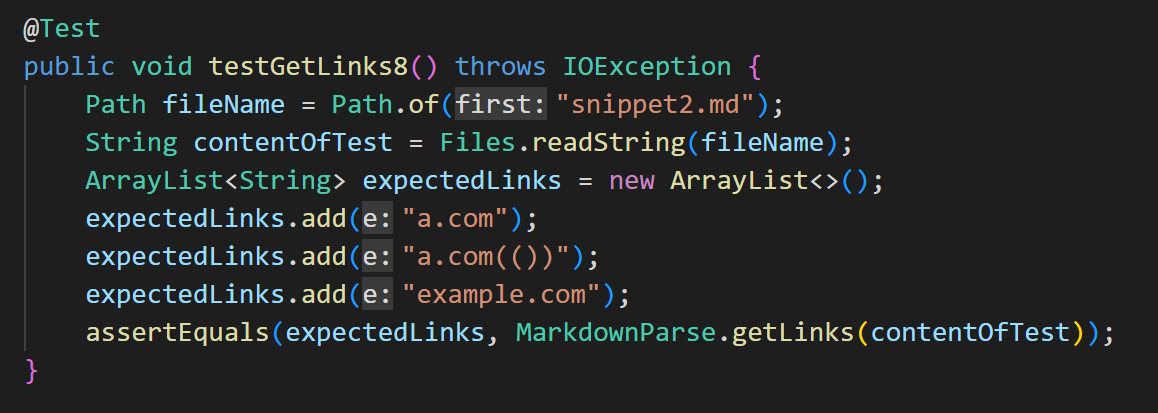 @Test
public void testGetLinks8() throws IOException {
    Path fileName = Path.of(first: "snippet2.md");
    String contentOfTest = Files.readString(fileName);
    ArrayList<String> expectedLinks = new ArrayList<>();
    expectedLinks.add(e: "a.com");
    expectedLinks.add(e: "a.com(())");
    expectedLinks.add(e: "example.com");
    assertEquals(expectedLinks, MarkdownParse.getLinks(contentOfTest));
}